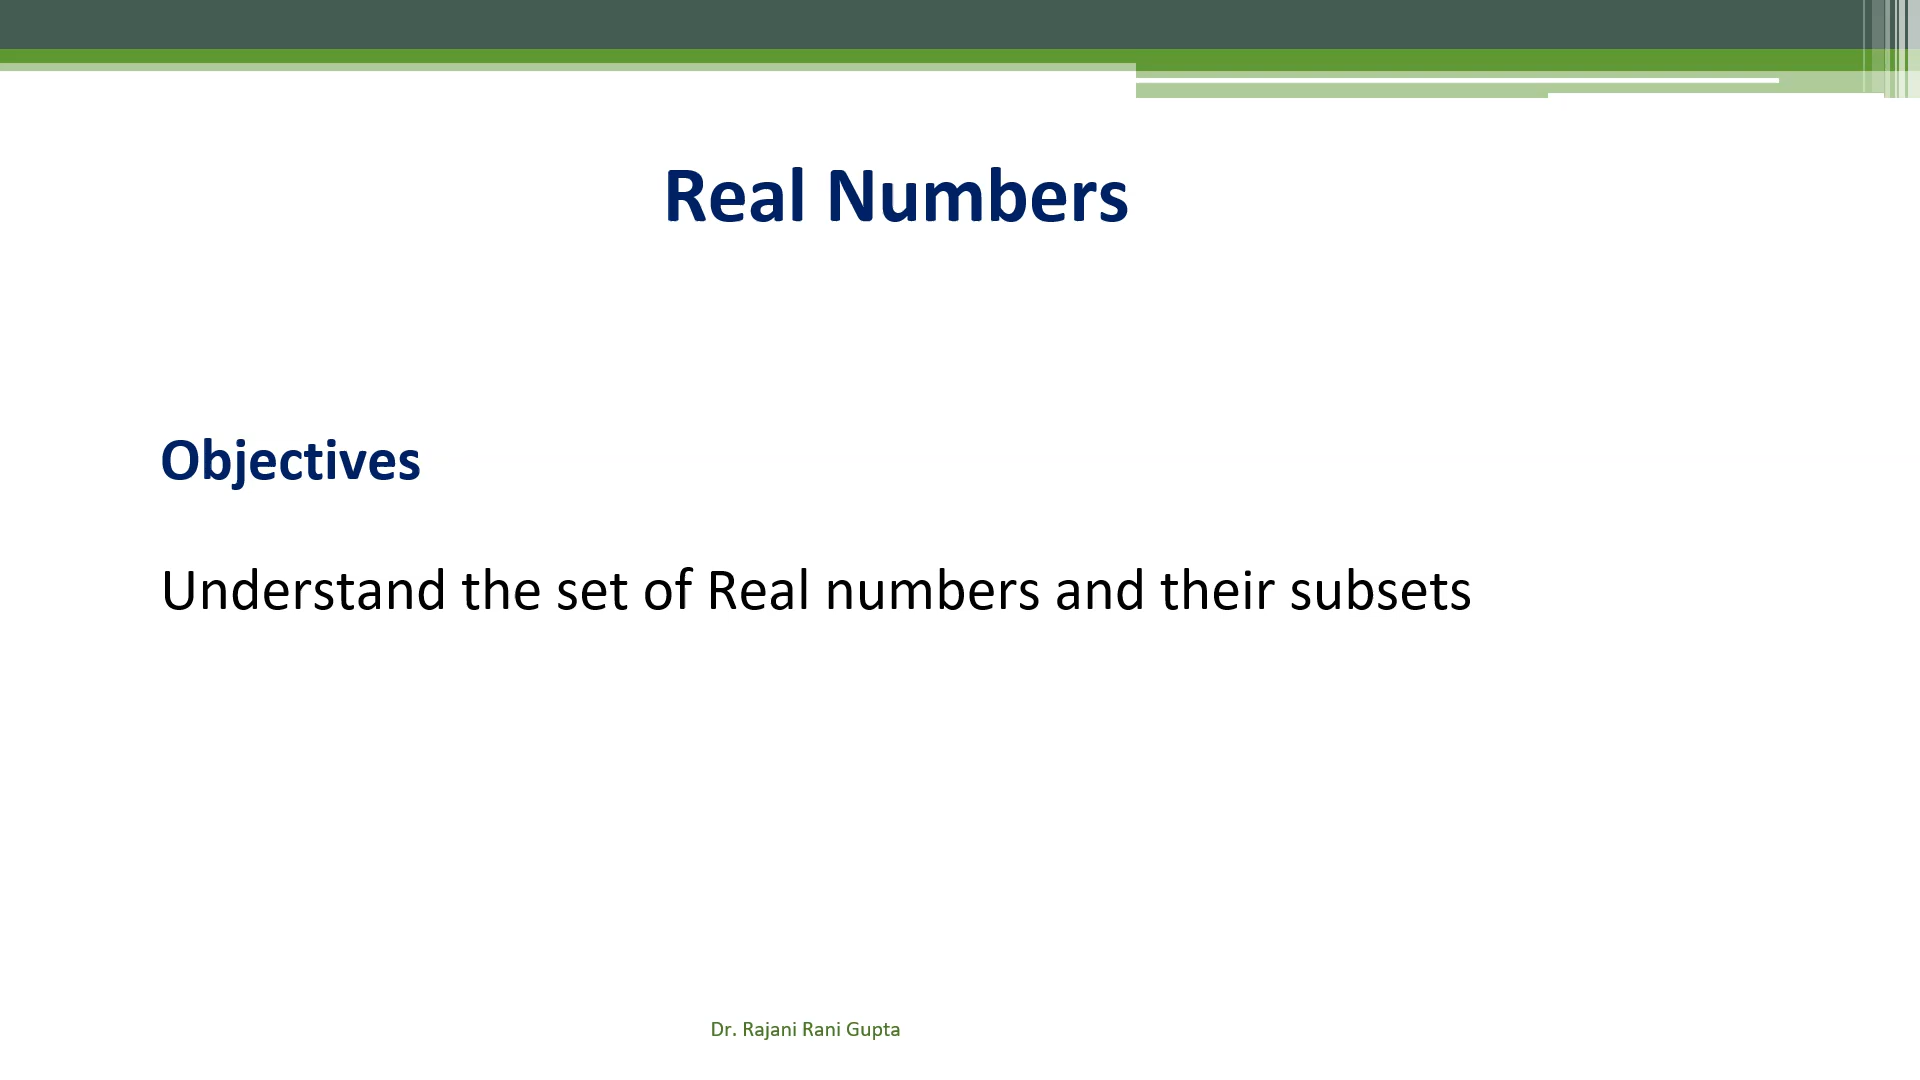 Real Numbers
Objectives
Understand the set of Real numbers and their subsets
Dr. Rajani Rani Gupta